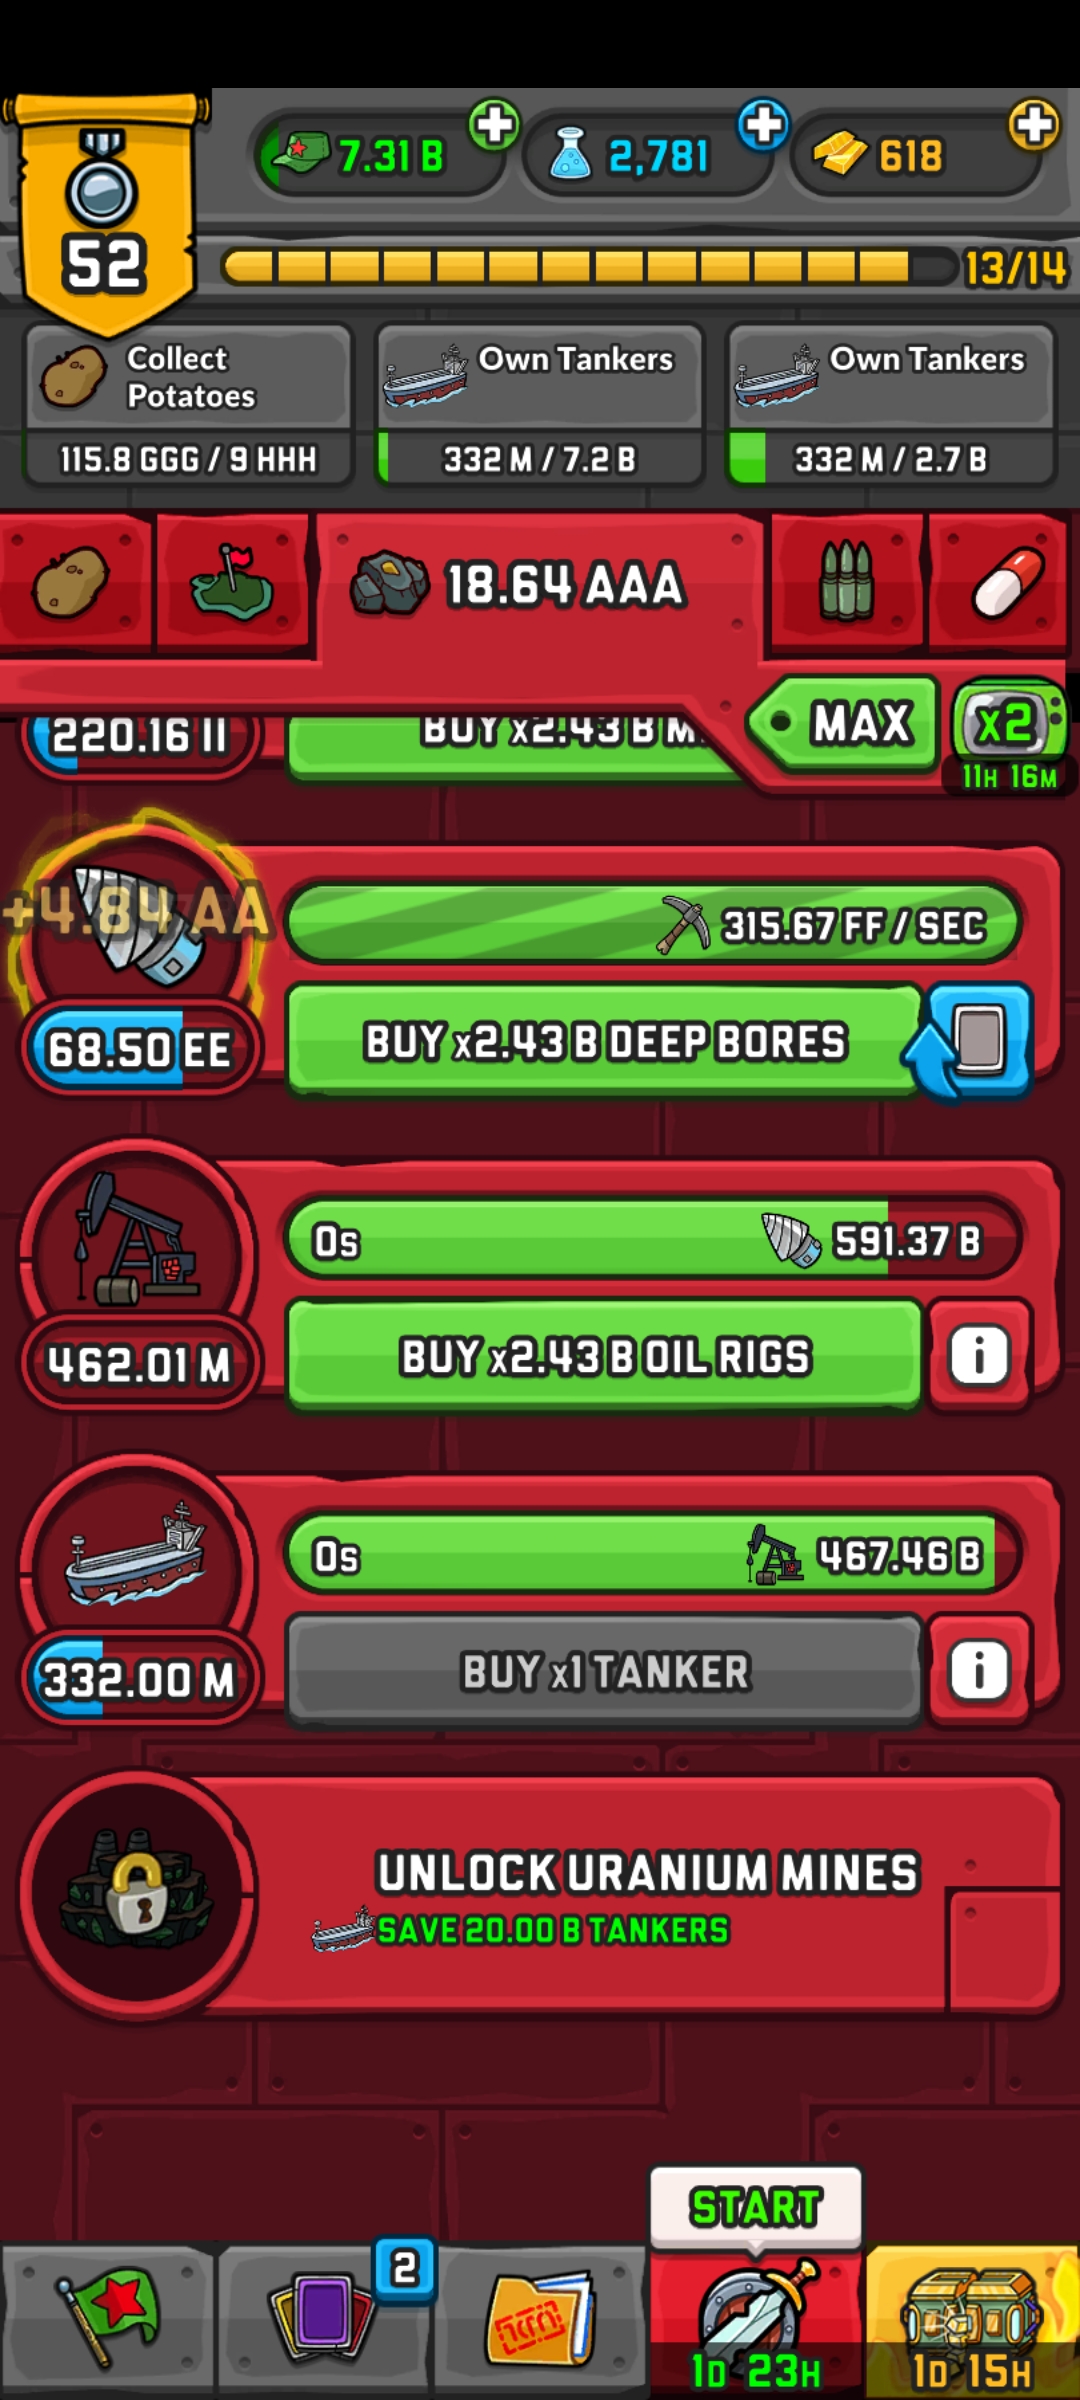 7.31 B
2,781
618
52
13/14
Collect
Potatoes
115.8 GGG / 9 HHH
Own Tankers
332 M / 7.2 B
Own Tankers
332 M / 2.7 B
18.64 AAA
MAX
x2
11H 16M
220.16 II
BUY x2.43 B M
+4.84 AA
315.67 FF / SEC
68.50 EE
BUY x2.43 B DEEP BORES
0s
591.37 B
462.01 M
BUY x2.43 B OIL RIGS
i
0s
467.46 B
332.00 M
BUY x1 TANKER
i
UNLOCK URANIUM MINES
SAVE 20.00 B TANKERS
START
2
1D 23H
1D 15H